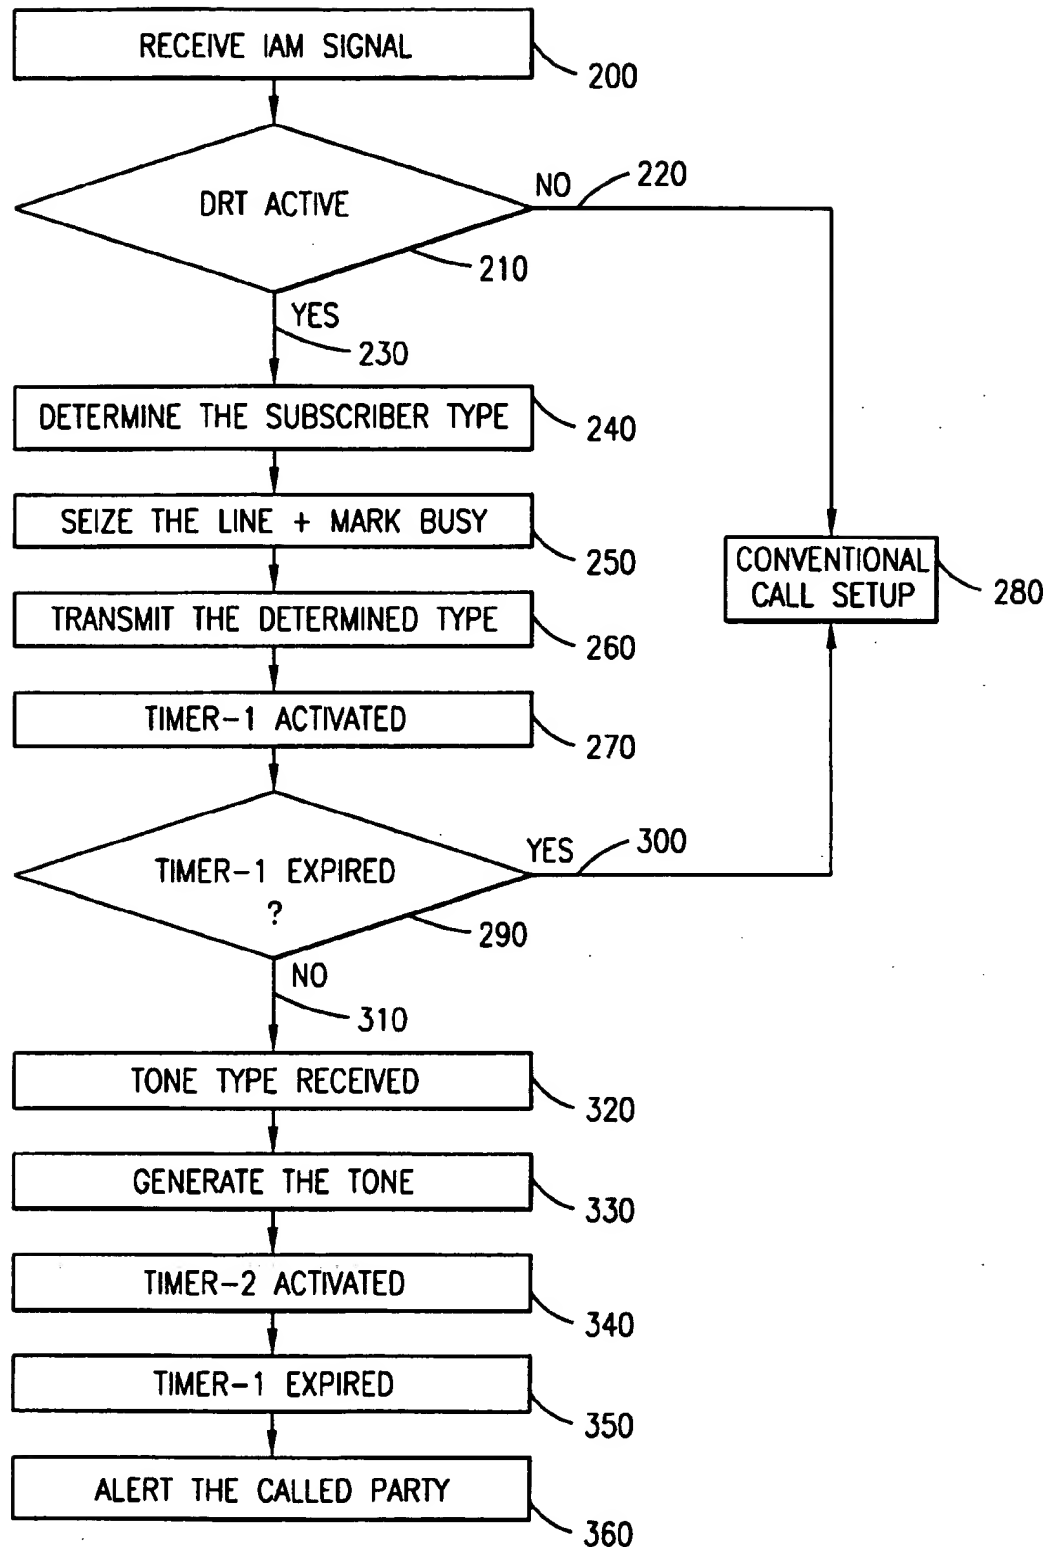 RECEIVE IAM SIGNAL
200
DRT ACTIVE
NO
220
210
YES
230
DETERMINE THE SUBSCRIBER TYPE
240
SEIZE THE LINE + MARK BUSY
250
CONVENTIONAL
CALL SETUP
280
TRANSMIT THE DETERMINED TYPE
260
TIMER-1 ACTIVATED
270
TIMER-1 EXPIRED
?
YES
300
290
NO
310
TONE TYPE RECEIVED
320
GENERATE THE TONE
330
TIMER-2 ACTIVATED
340
TIMER-1 EXPIRED
350
ALERT THE CALLED PARTY
360